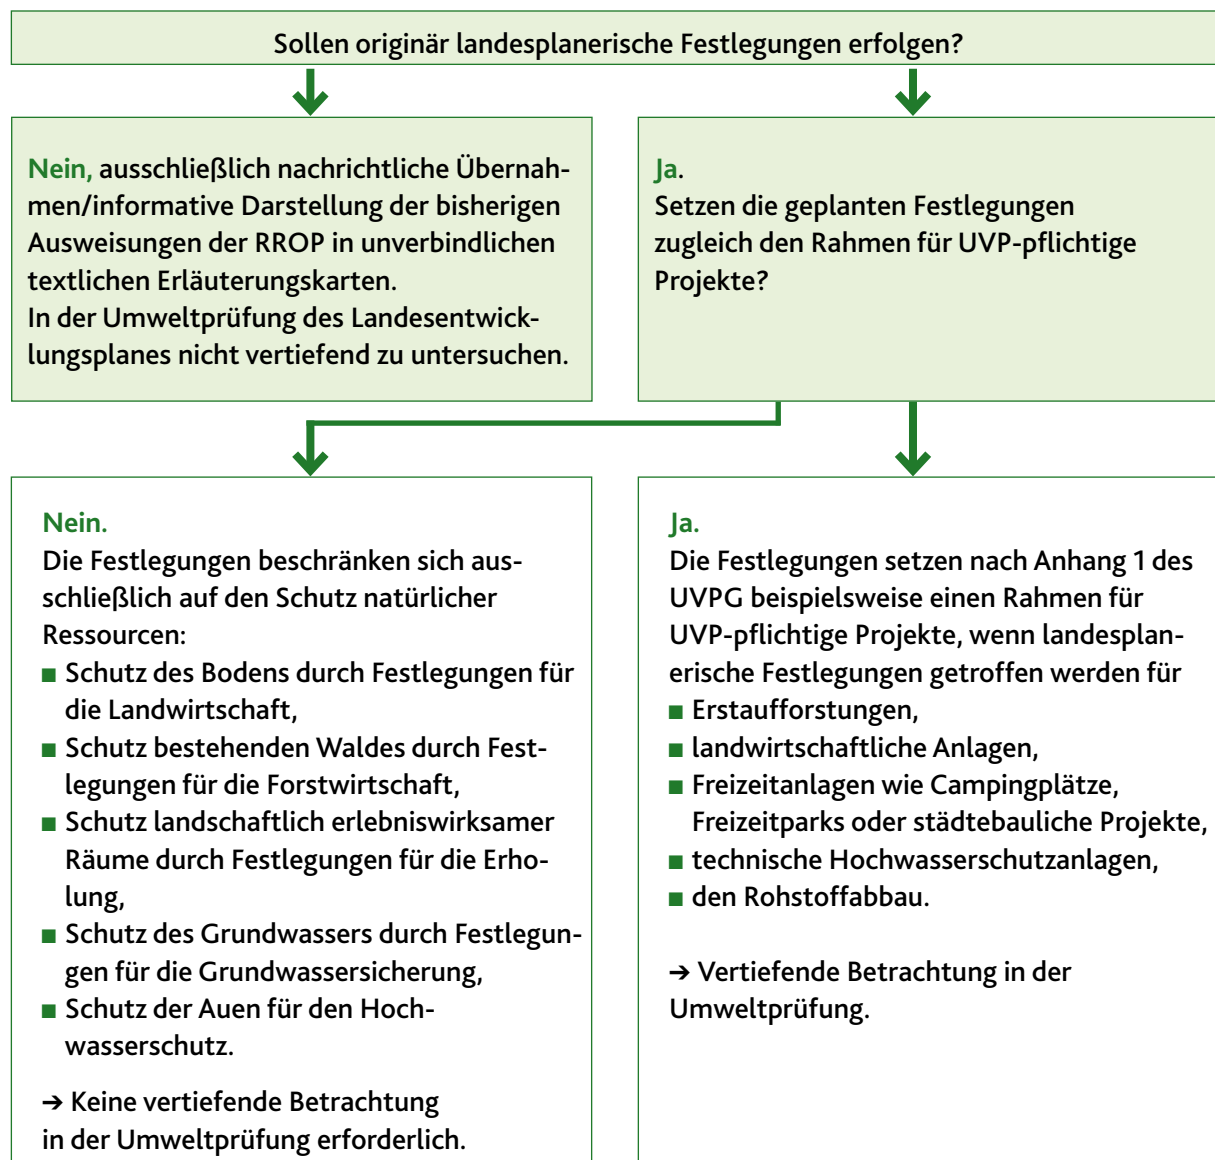 Sollen originär landesplanerische Festlegungen erfolgen?
Nein, ausschließlich nachrichtliche Übernah-
men/informative Darstellung der bisherigen
Ausweisungen der RROP in unverbindlichen
textlichen Erläuterungskarten.
In der Umweltprüfung des Landesentwick-
lungsplanes nicht vertiefend zu untersuchen.
Ja.
Setzen die geplanten Festlegungen
zugleich den Rahmen für UVP-pflichtige
Projekte?
Nein.
Die Festlegungen beschränken sich aus-
schließlich auf den Schutz natürlicher
Ressourcen:
■ Schutz des Bodens durch Festlegungen für
die Landwirtschaft,
■ Schutz bestehenden Waldes durch Fest-
legungen für die Forstwirtschaft,
■ Schutz landschaftlich erlebniswirksamer
Räume durch Festlegungen für die Erho-
lung,
■ Schutz des Grundwassers durch Festlegun-
gen für die Grundwassersicherung,
■ Schutz der Auen für den Hoch-
wasserschutz.
→ Keine vertiefende Betrachtung
in der Umweltprüfung erforderlich.
Ja.
Die Festlegungen setzen nach Anhang 1 des
UVPG beispielsweise einen Rahmen für
UVP-pflichtige Projekte, wenn landesplan-
erische Festlegungen getroffen werden für
■ Erstaufforstungen,
■ landwirtschaftliche Anlagen,
■ Freizeitanlagen wie Campingplätze,
Freizeitparks oder städtebauliche Projekte,
■ technische Hochwasserschutzanlagen,
■ den Rohstoffabbau.
→ Vertiefende Betrachtung in der
Umweltprüfung.